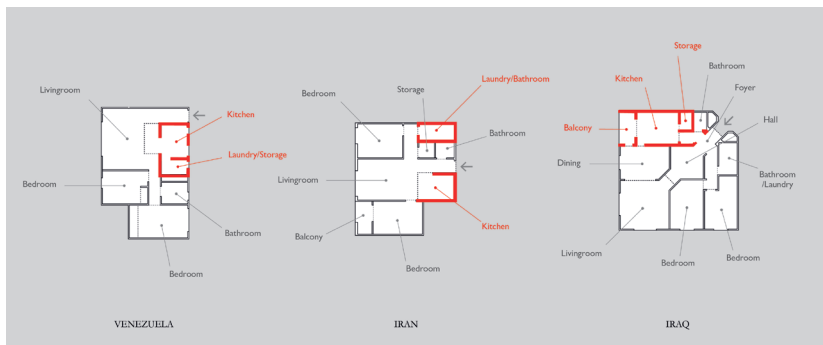 Livingroom
Kitchen
Laundry/Storage
Bedroom
Bathroom
Bedroom
VENEZUELA
Laundry/Bathroom
Storage
Bedroom
Bathroom
Livingroom
Kitchen
Balcony
Bedroom
IRAN
Storage
Bathroom
Kitchen
Foyer
Hall
Balcony
Dining
Bathroom
/Laundry
Livingroom
Bedroom
Bedroom
IRAQ